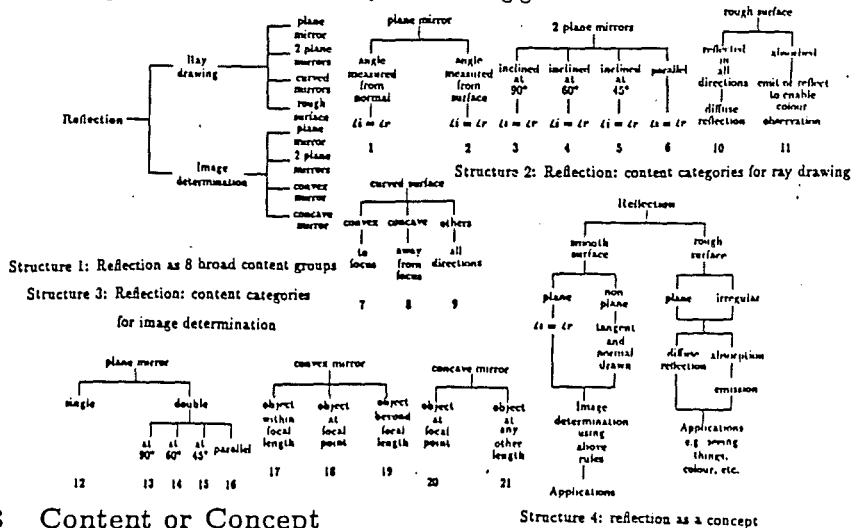 Reflection
Ray
drawing
Image
determination
plane
mirror
2 plane
mirrors
curved
mirrors
rough
surface
plane
mirror
2 plane
mirrors
convex
mirror
concave
mirror
Structure 1: Reflection as 8 broad content groups
plane mirror
angle
measured
from
normal
∠i = ∠r
1
angle
measured
from
surface
∠i = ∠r
2
2 plane mirrors
inclined
at
90°
∠i = ∠r
3
inclined
at
60°
∠i = ∠r
4
inclined
at
45°
∠i = ∠r
5
parallel
∠i = ∠r
6
rough surface
reflected
in
all
directions
diffuse
reflection
10
absorbed
emit or reflect
to enable
colour
observation
11
Structure 2: Reflection: content categories for ray drawing
curved surface
convex
to
focus
7
concave
away
from
focus
8
others
all
directions
9
Structure 3: Reflection: content categories
for image determination
plane mirror
single
12
double
at
90°
13
at
60°
14
at
45°
15
parallel
16
convex mirror
object
within
focal
length
17
object
at
focal
point
18
object
beyond
focal
length
19
concave mirror
object
at
focal
point
20
object
at
any
other
length
21
Reflection
smooth
surface
plane
∠i = ∠r
non
plane
tangent
and
normal
drawn
Image
determination
using
above
rules
Applications
rough
surface
plane
irregular
diffuse
reflection
absorption
emission
Applications
e.g. seeing
things,
colour, etc.
Structure 4: reflection as a concept
Content or Concept